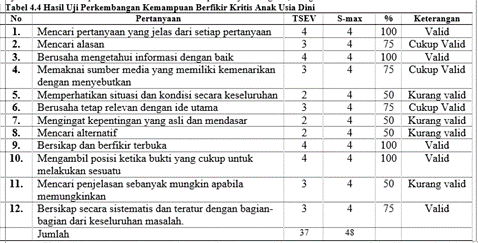 Tabel 4.4 Hasil Uji Perkembangan Kemampuan Berfikir Kritis Anak Usia Dini
No Pertanyaan TSEV S-max % Keterangan
1. Mencari pertanyaan yang jelas dari setiap pertanyaan 4 4 100 Valid
2. Mencari alasan 3 4 75 Cukup Valid
3. Berusaha mengetahui informasi dengan baik 4 4 100 Valid
4. Memaknai sumber media yang memiliki kemenarikan 3 4 75 Cukup Valid
dengan menyebutkan
5. Memperhatikan situasi dan kondisi secara keseluruhan 2 4 50 Kurang valid
6. Berusaha tetap relevan dengan ide utama 3 4 75 Cukup Valid
7. Mengingat kepentingan yang asli dan mendasar 2 4 50 Kurang valid
8. Mencari alternatif 2 4 50 Kurang valid
9. Bersikap dan berfikir terbuka 4 4 100 Valid
10. Mengambil posisi ketika bukti yang cukup untuk 4 4 100 Valid
melakukan sesuatu
11. Mencari penjelasan sebanyak mungkin apabila 3 4 50 Kurang valid
memungkinkan
12. Bersikap secara sistematis dan teratur dengan bagian- 3 4 75 Valid
bagian dari keseluruhan masalah.
Jumlah 37 48